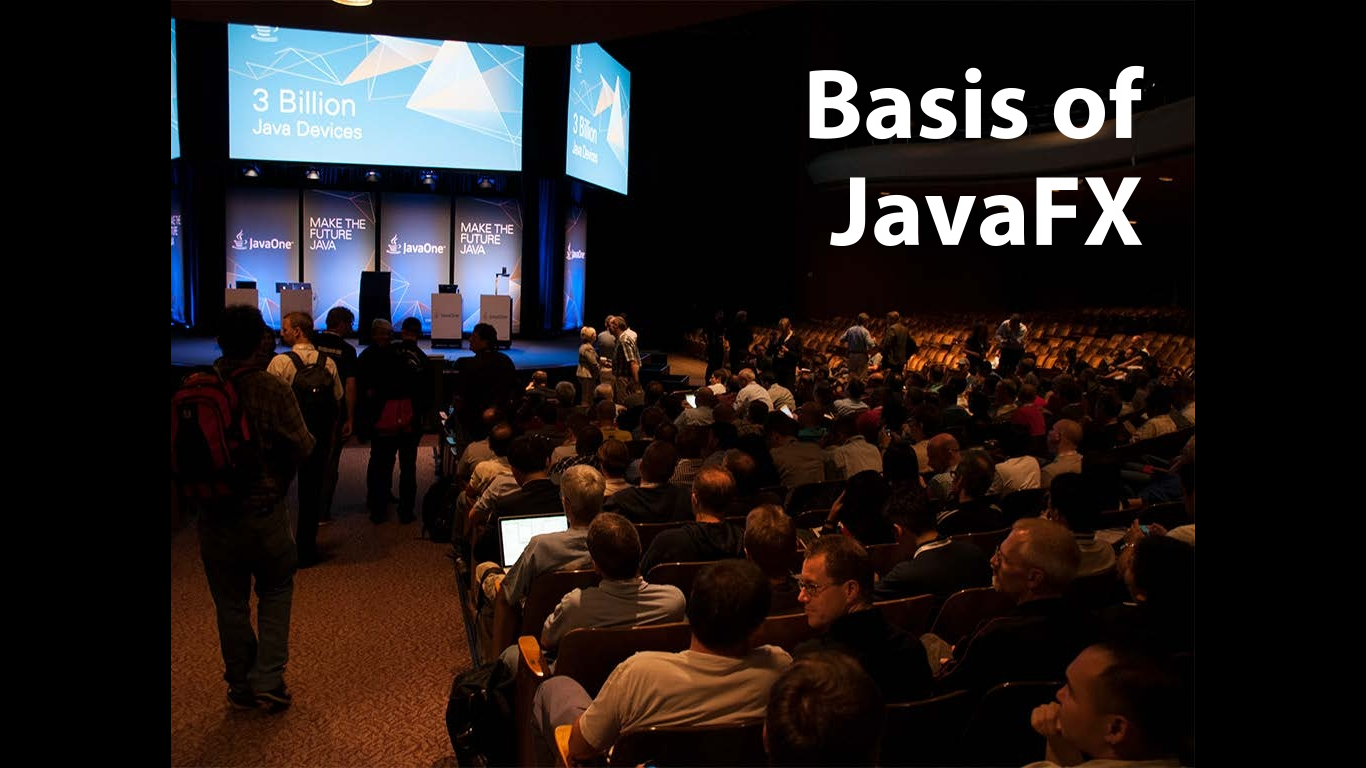 Basis of
JavaFX
3 Billion
Java Devices
3 Billion
Java Devices
JavaOne
MAKE THE
FUTURE
JAVA
JavaOne
MAKE THE
FUTURE
JAVA
JavaOne